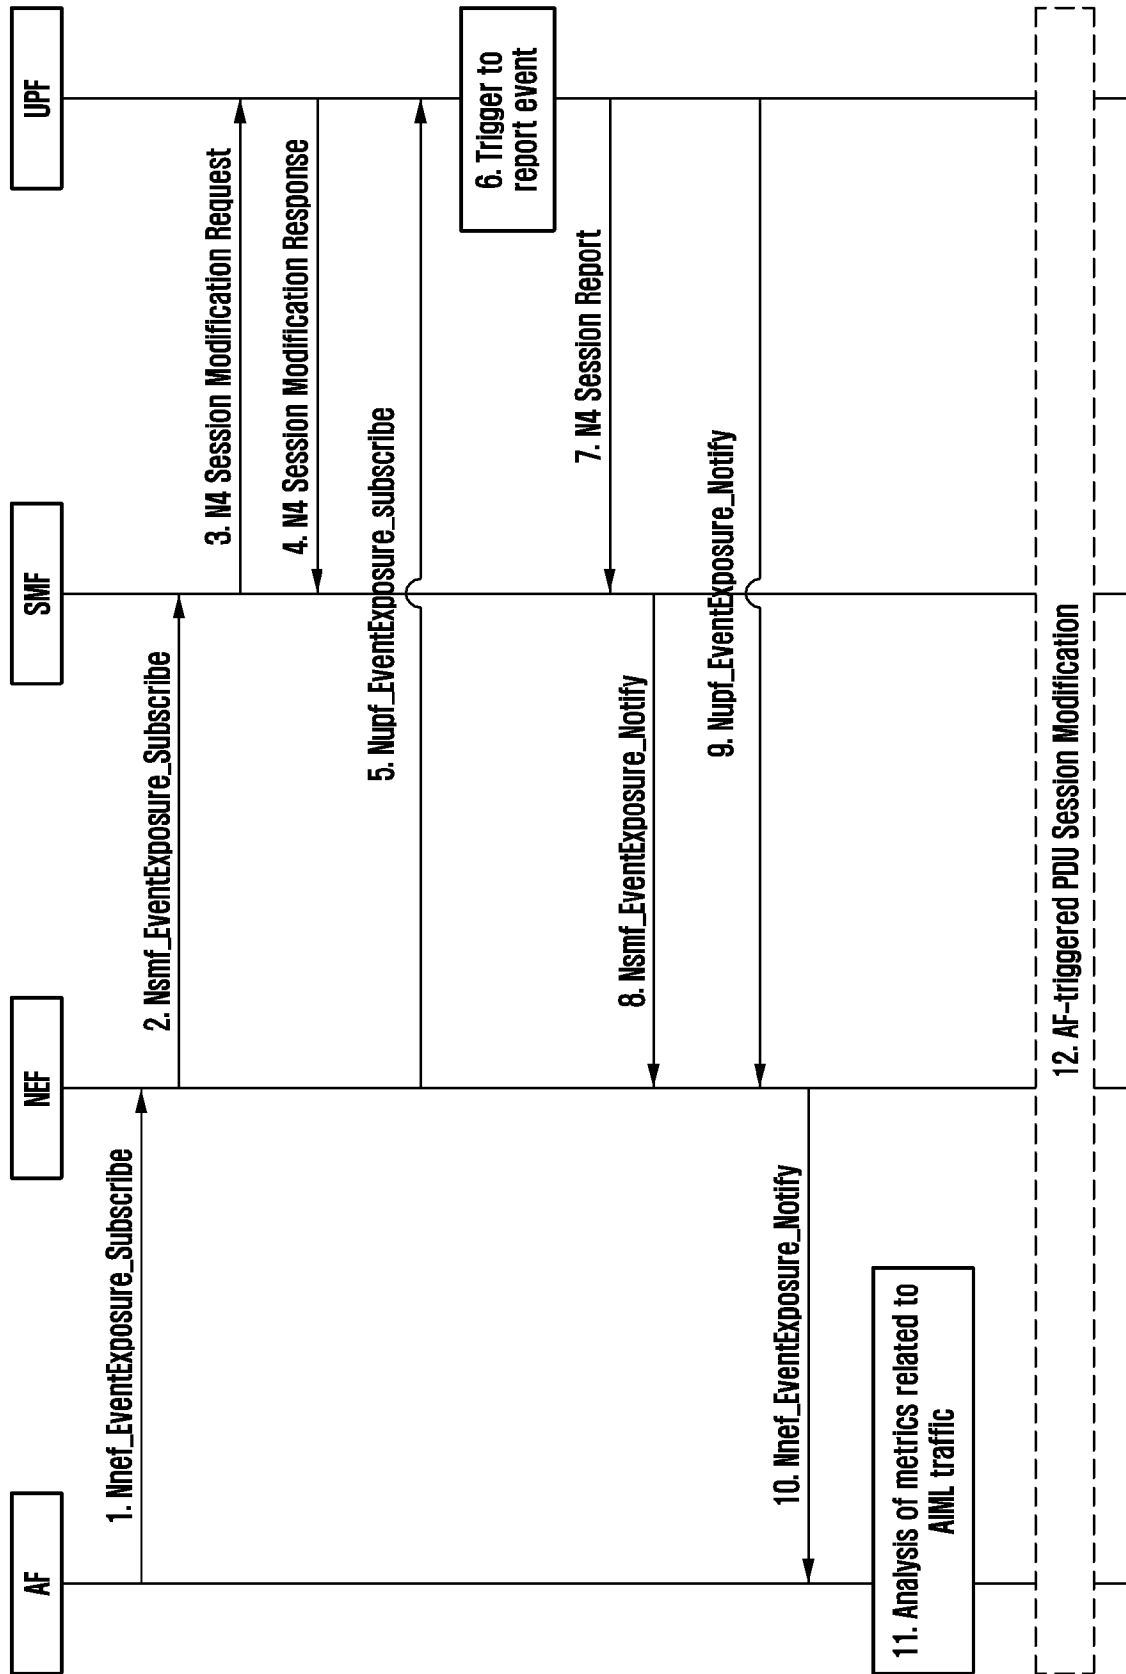 AF
NEF
SMF
UPF
1. Nnef_EventExposure_Subscribe
2. Nsmf_EventExposure_Subscribe
3. N4 Session Modification Request
4. N4 Session Modification Response
5. Nupf_EventExposure_subscribe
6. Trigger to
report event
7. N4 Session Report
8. Nsmf_EventExposure_Notify
9. Nupf_EventExposure_Notify
10. Nnef_EventExposure_Notify
11. Analysis of metrics related to
AIML traffic
12. AF-triggered PDU Session Modification